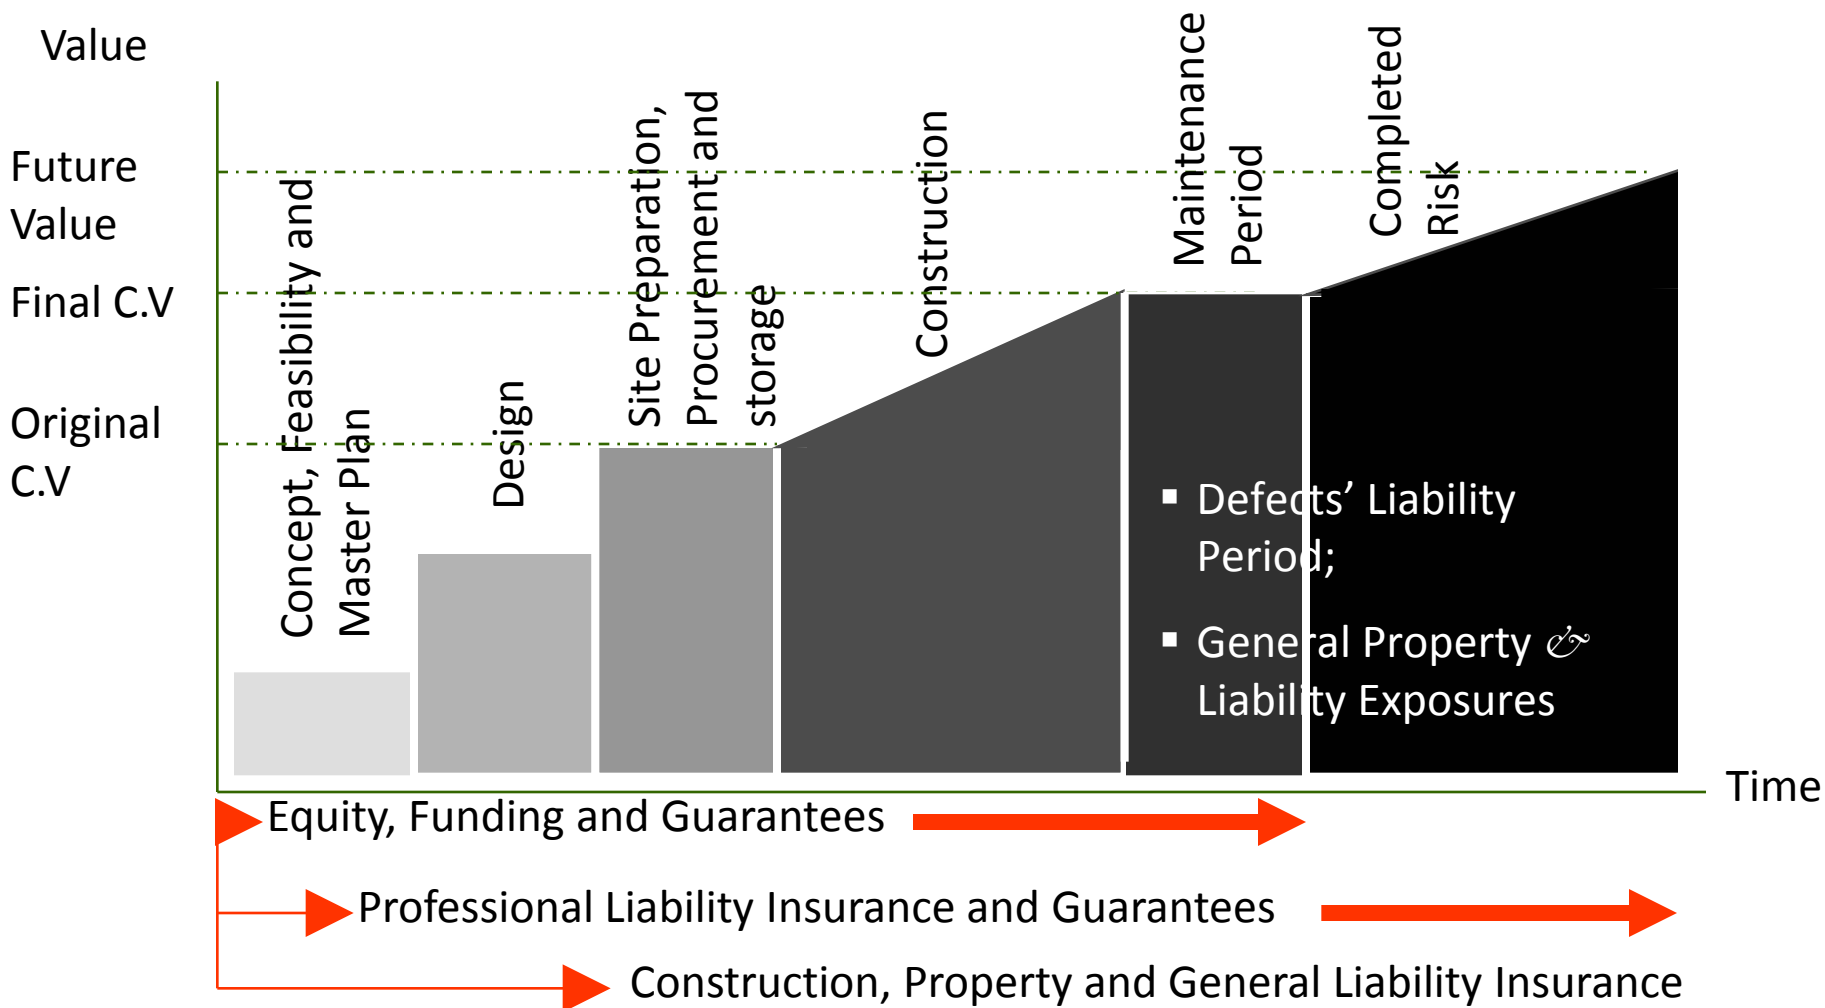 Value
Future
Value
Final C.V
Original
C.V
Concept, Feasibility and
Master Plan
Design
Site Preparation,
Procurement and
storage
Construction
Maintenance
Period
Completed
Risk
▪ Defects’ Liability
Period;
▪ General Property &
Liability Exposures
Time
Equity, Funding and Guarantees
Professional Liability Insurance and Guarantees
Construction, Property and General Liability Insurance